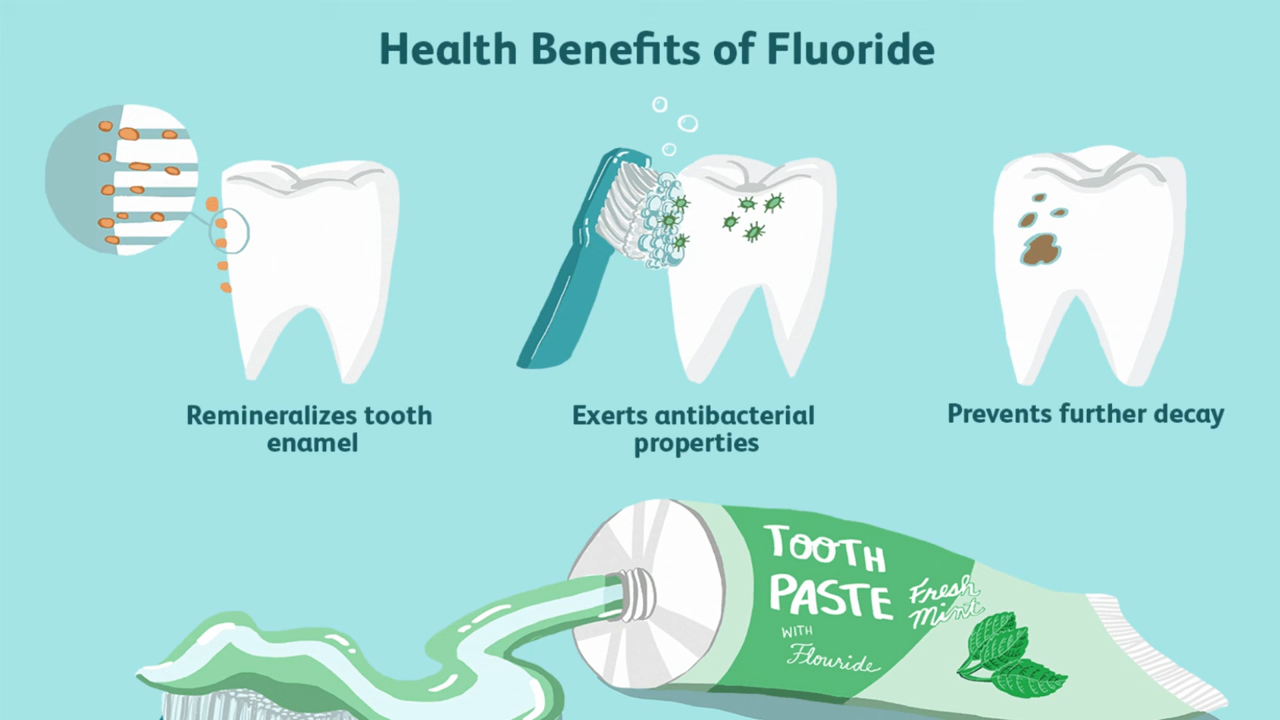 Health Benefits of Fluoride
Remineralizes tooth
enamel
Exerts antibacterial
properties
Prevents further decay
TOOTH
PASTE
WITH
Flouride
Fresh
Mint